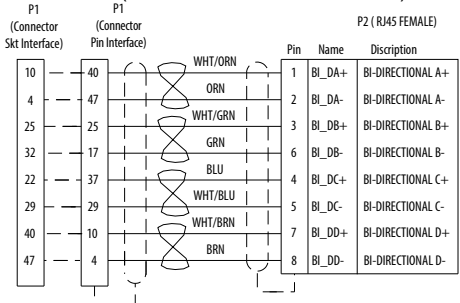 P1
(Connector
Skt Interface)
P1
(Connector
Pin Interface)
P2 ( RJ45 FEMALE)
Pin Name Discription
10 40 WHT/ORN 1 BI_DA+ BI-DIRECTIONAL A+
4 47 ORN 2 BI_DA- BI-DIRECTIONAL A-
25 25 WHT/GRN 3 BI_DB+ BI-DIRECTIONAL B+
32 17 GRN 6 BI_DB- BI-DIRECTIONAL B-
22 37 BLU 4 BI_DC+ BI-DIRECTIONAL C+
29 29 WHT/BLU 5 BI_DC- BI-DIRECTIONAL C-
40 10 WHT/BRN 7 BI_DD+ BI-DIRECTIONAL D+
47 4 BRN 8 BI_DD- BI-DIRECTIONAL D-